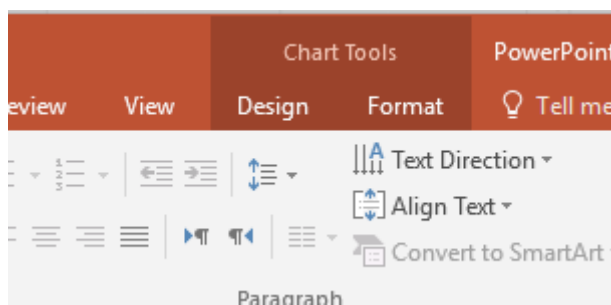 Chart Tools PowerPoint
eview View Design Format Tell me
Text Direction
Align Text
Convert to SmartArt
Paragraph